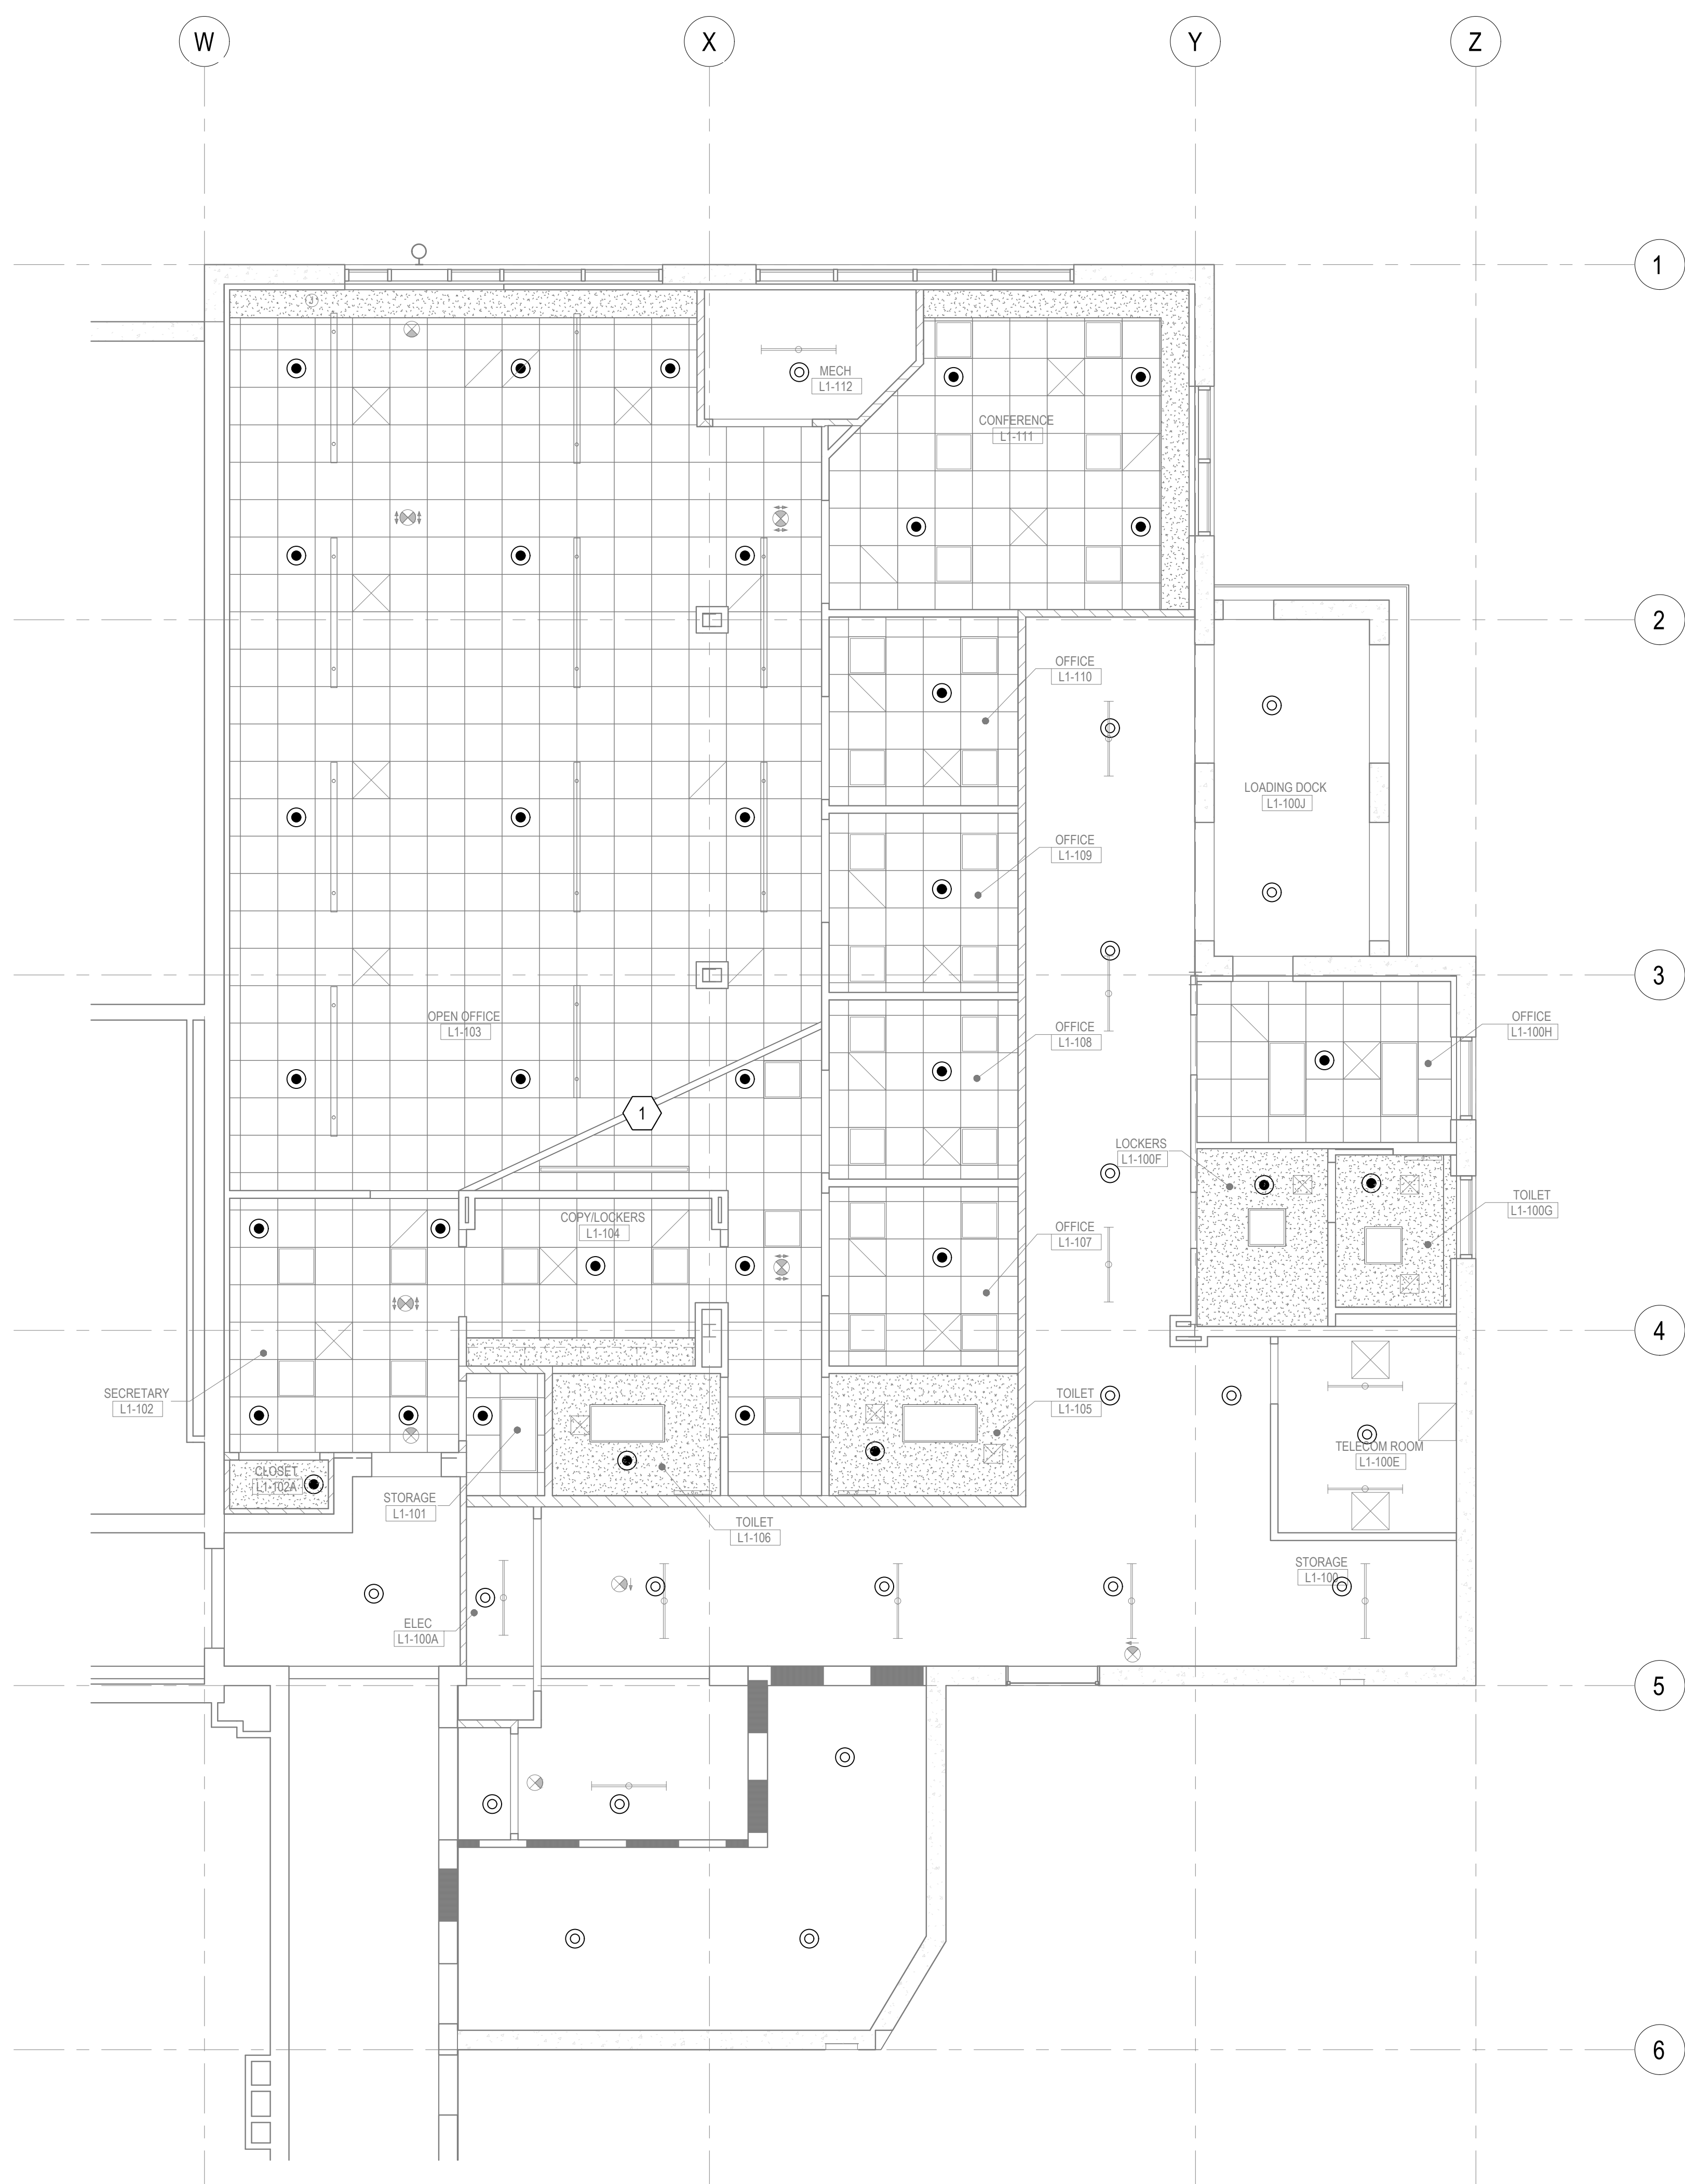 W
X
Y
Z
1
J
MECH
L1-112
CONFERENCE
L1-111
2
OFFICE
L1-110
LOADING DOCK
L1-100J
OFFICE
L1-109
3
OPEN OFFICE
L1-103
OFFICE
L1-108
OFFICE
L1-100H
1
LOCKERS
L1-100F
TOILET
L1-100G
COPY/LOCKERS
L1-104
OFFICE
L1-107
4
SECRETARY
L1-102
TOILET
L1-105
TELECOM ROOM
L1-100E
CLOSET
L1-102A
STORAGE
L1-101
TOILET
L1-106
STORAGE
L1-100
ELEC
L1-100A
5
6